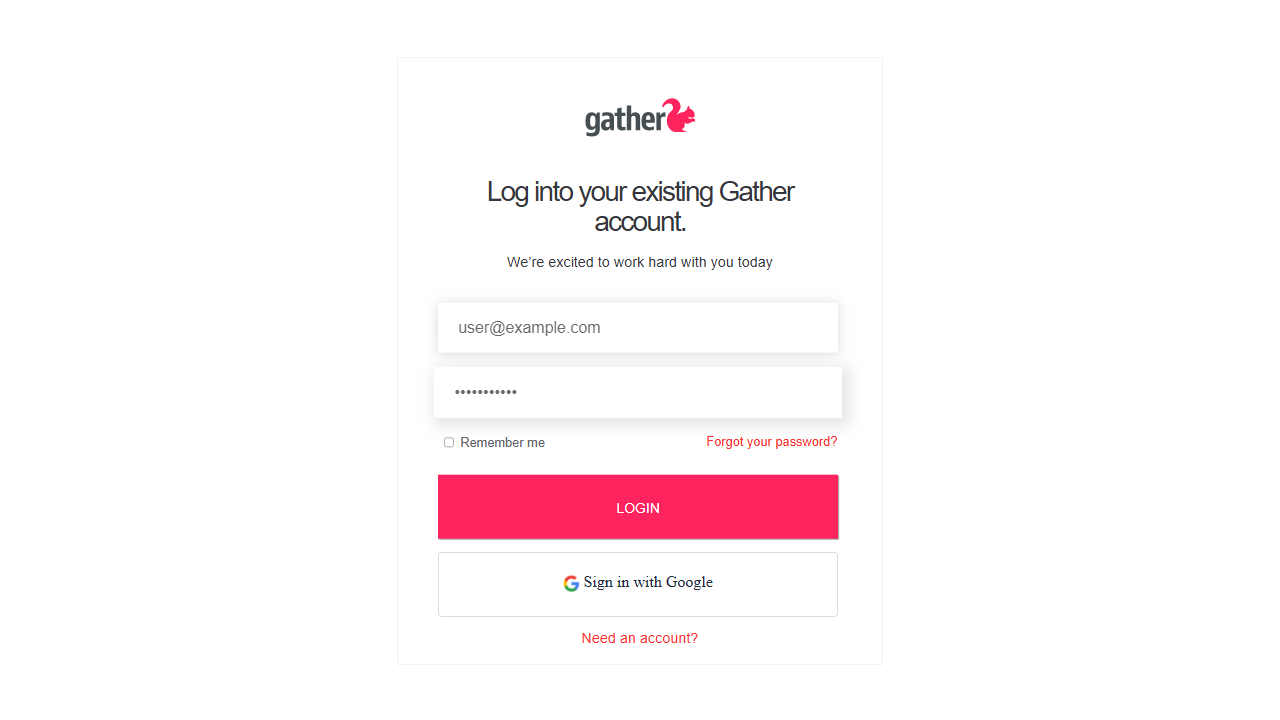 gather
Log into your existing Gather
account.
We're excited to work hard with you today
user@example.com
•••••••••••
Remember me
Forgot your password?
LOGIN
Sign in with Google
Need an account?